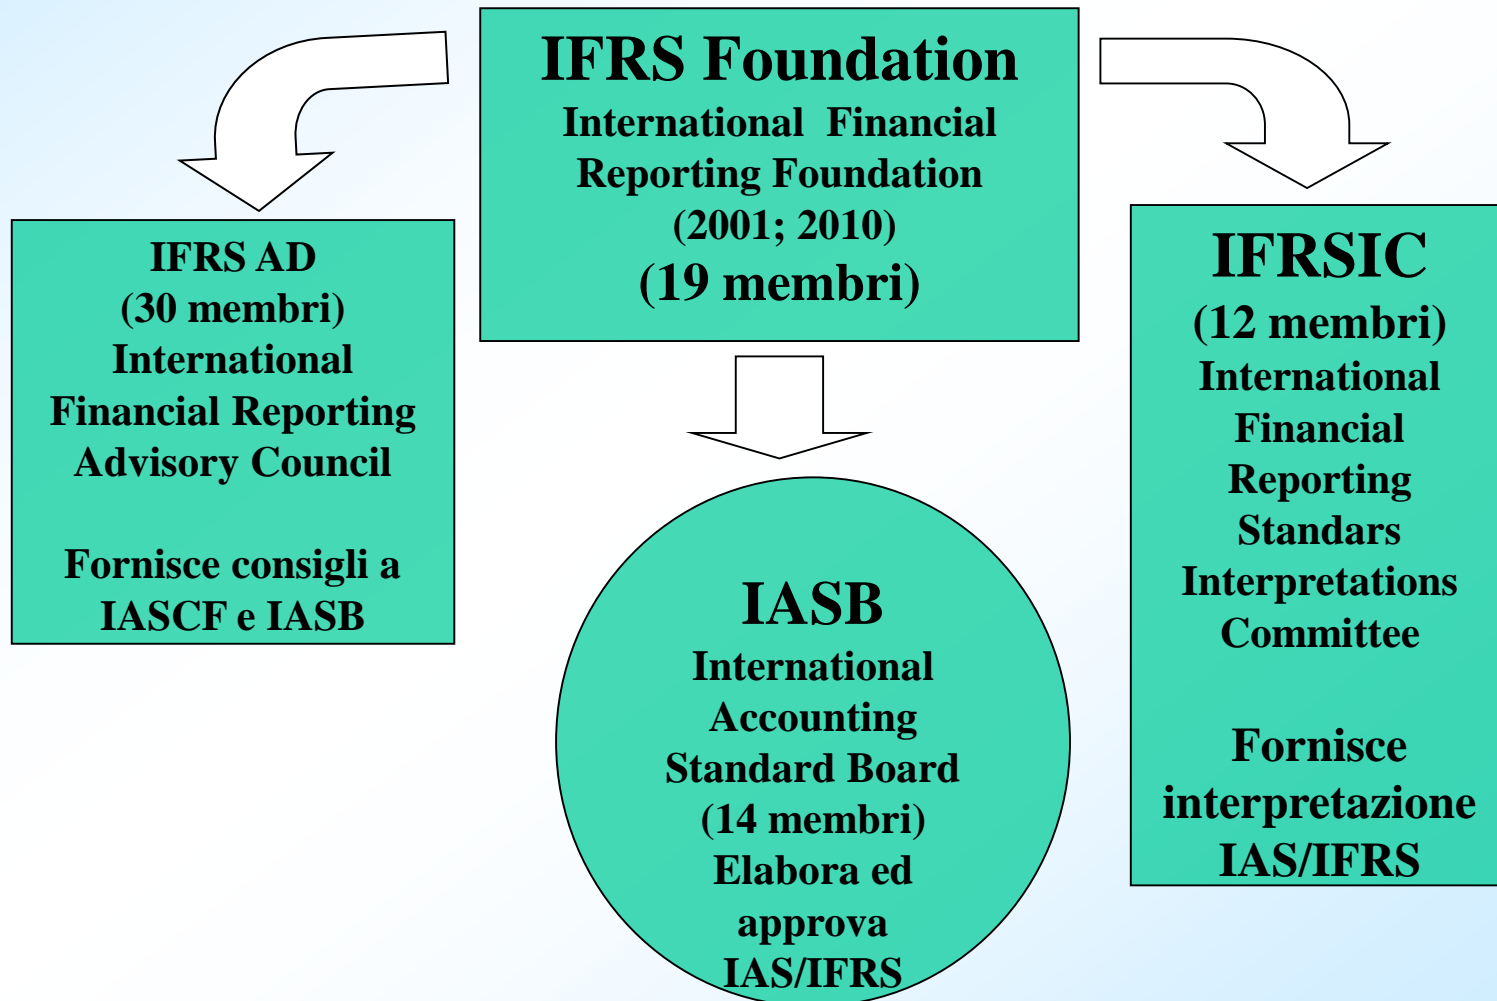 IFRS Foundation
International Financial
Reporting Foundation
(2001; 2010)
(19 membri)
IFRS AD
(30 membri)
International
Financial Reporting
Advisory Council
Fornisce consigli a
IASCF e IASB
IASB
International
Accounting
Standard Board
(14 membri)
Elabora ed
approva
IAS/IFRS
IFRSIC
(12 membri)
International
Financial
Reporting
Standars
Interpretations
Committee
Fornisce
interpretazione
IAS/IFRS